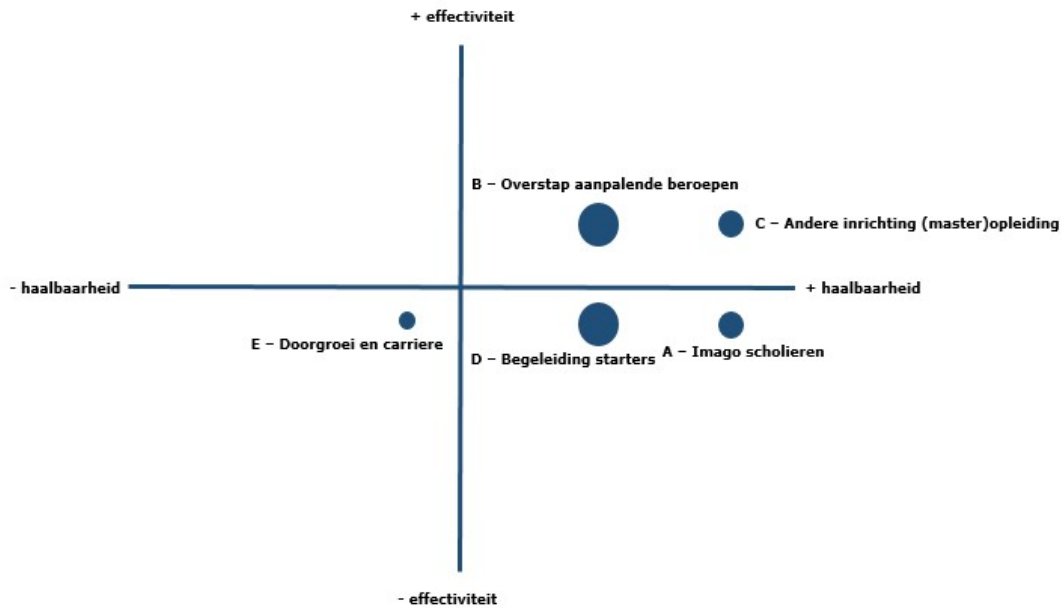 + effectiviteit
B – Overstap aanpalende beroepen
C – Andere inrichting (master)opleiding
- haalbaarheid
+ haalbaarheid
E – Doorgroei en carriere
D – Begeleiding starters
A – Imago scholieren
- effectiviteit